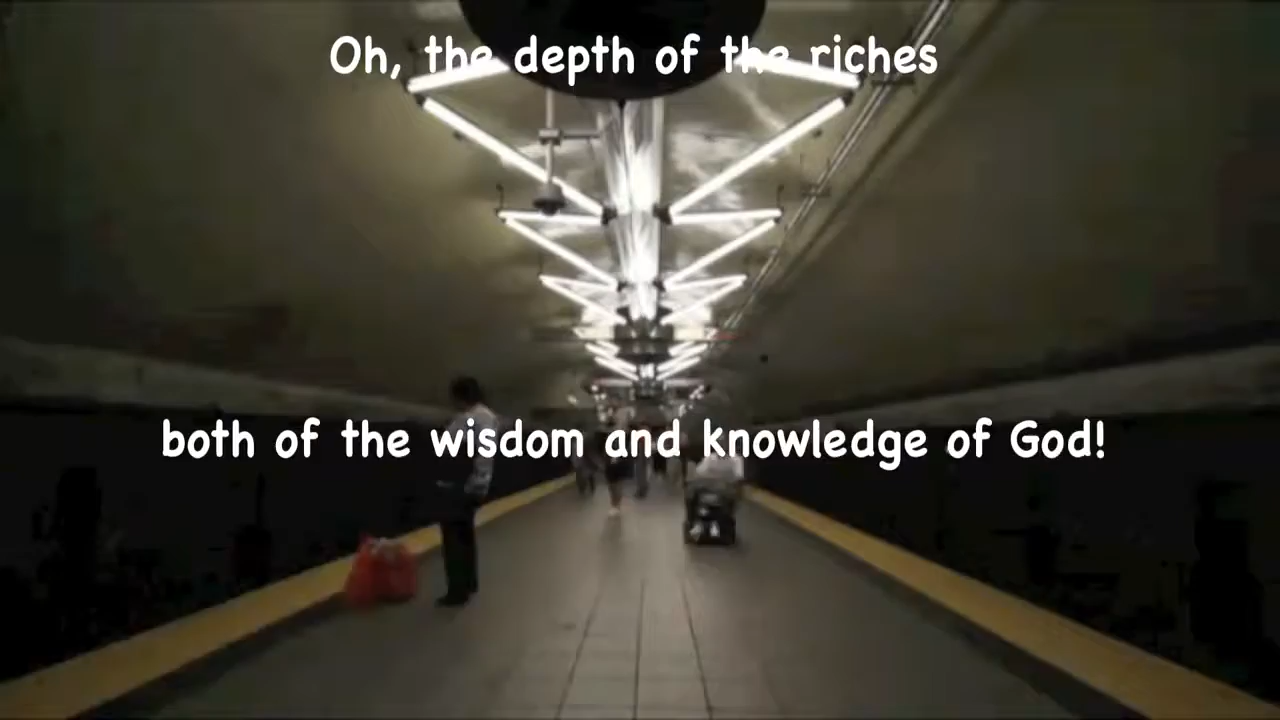 Oh, the depth of the riches
both of the wisdom and knowledge of God!